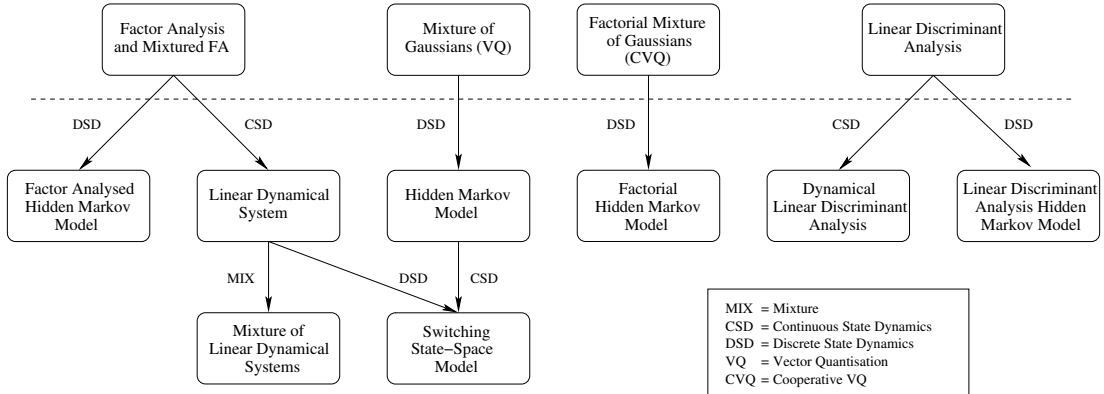 Factor Analysis
and Mixtured FA
Mixture of
Gaussians (VQ)
Factorial Mixture
of Gaussians
(CVQ)
Linear Discriminant
Analysis
DSD
CSD
DSD
DSD
CSD
DSD
Factor Analysed
Hidden Markov
Model
Linear Dynamical
System
Hidden Markov
Model
Factorial
Hidden Markov
Model
Dynamical
Linear Discriminant
Analysis
Linear Discriminant
Analysis Hidden
Markov Model
MIX
DSD
CSD
Mixture of
Linear Dynamical
Systems
Switching
State−Space
Model
MIX = Mixture
CSD = Continuous State Dynamics
DSD = Discrete State Dynamics
VQ = Vector Quantisation
CVQ = Cooperative VQ